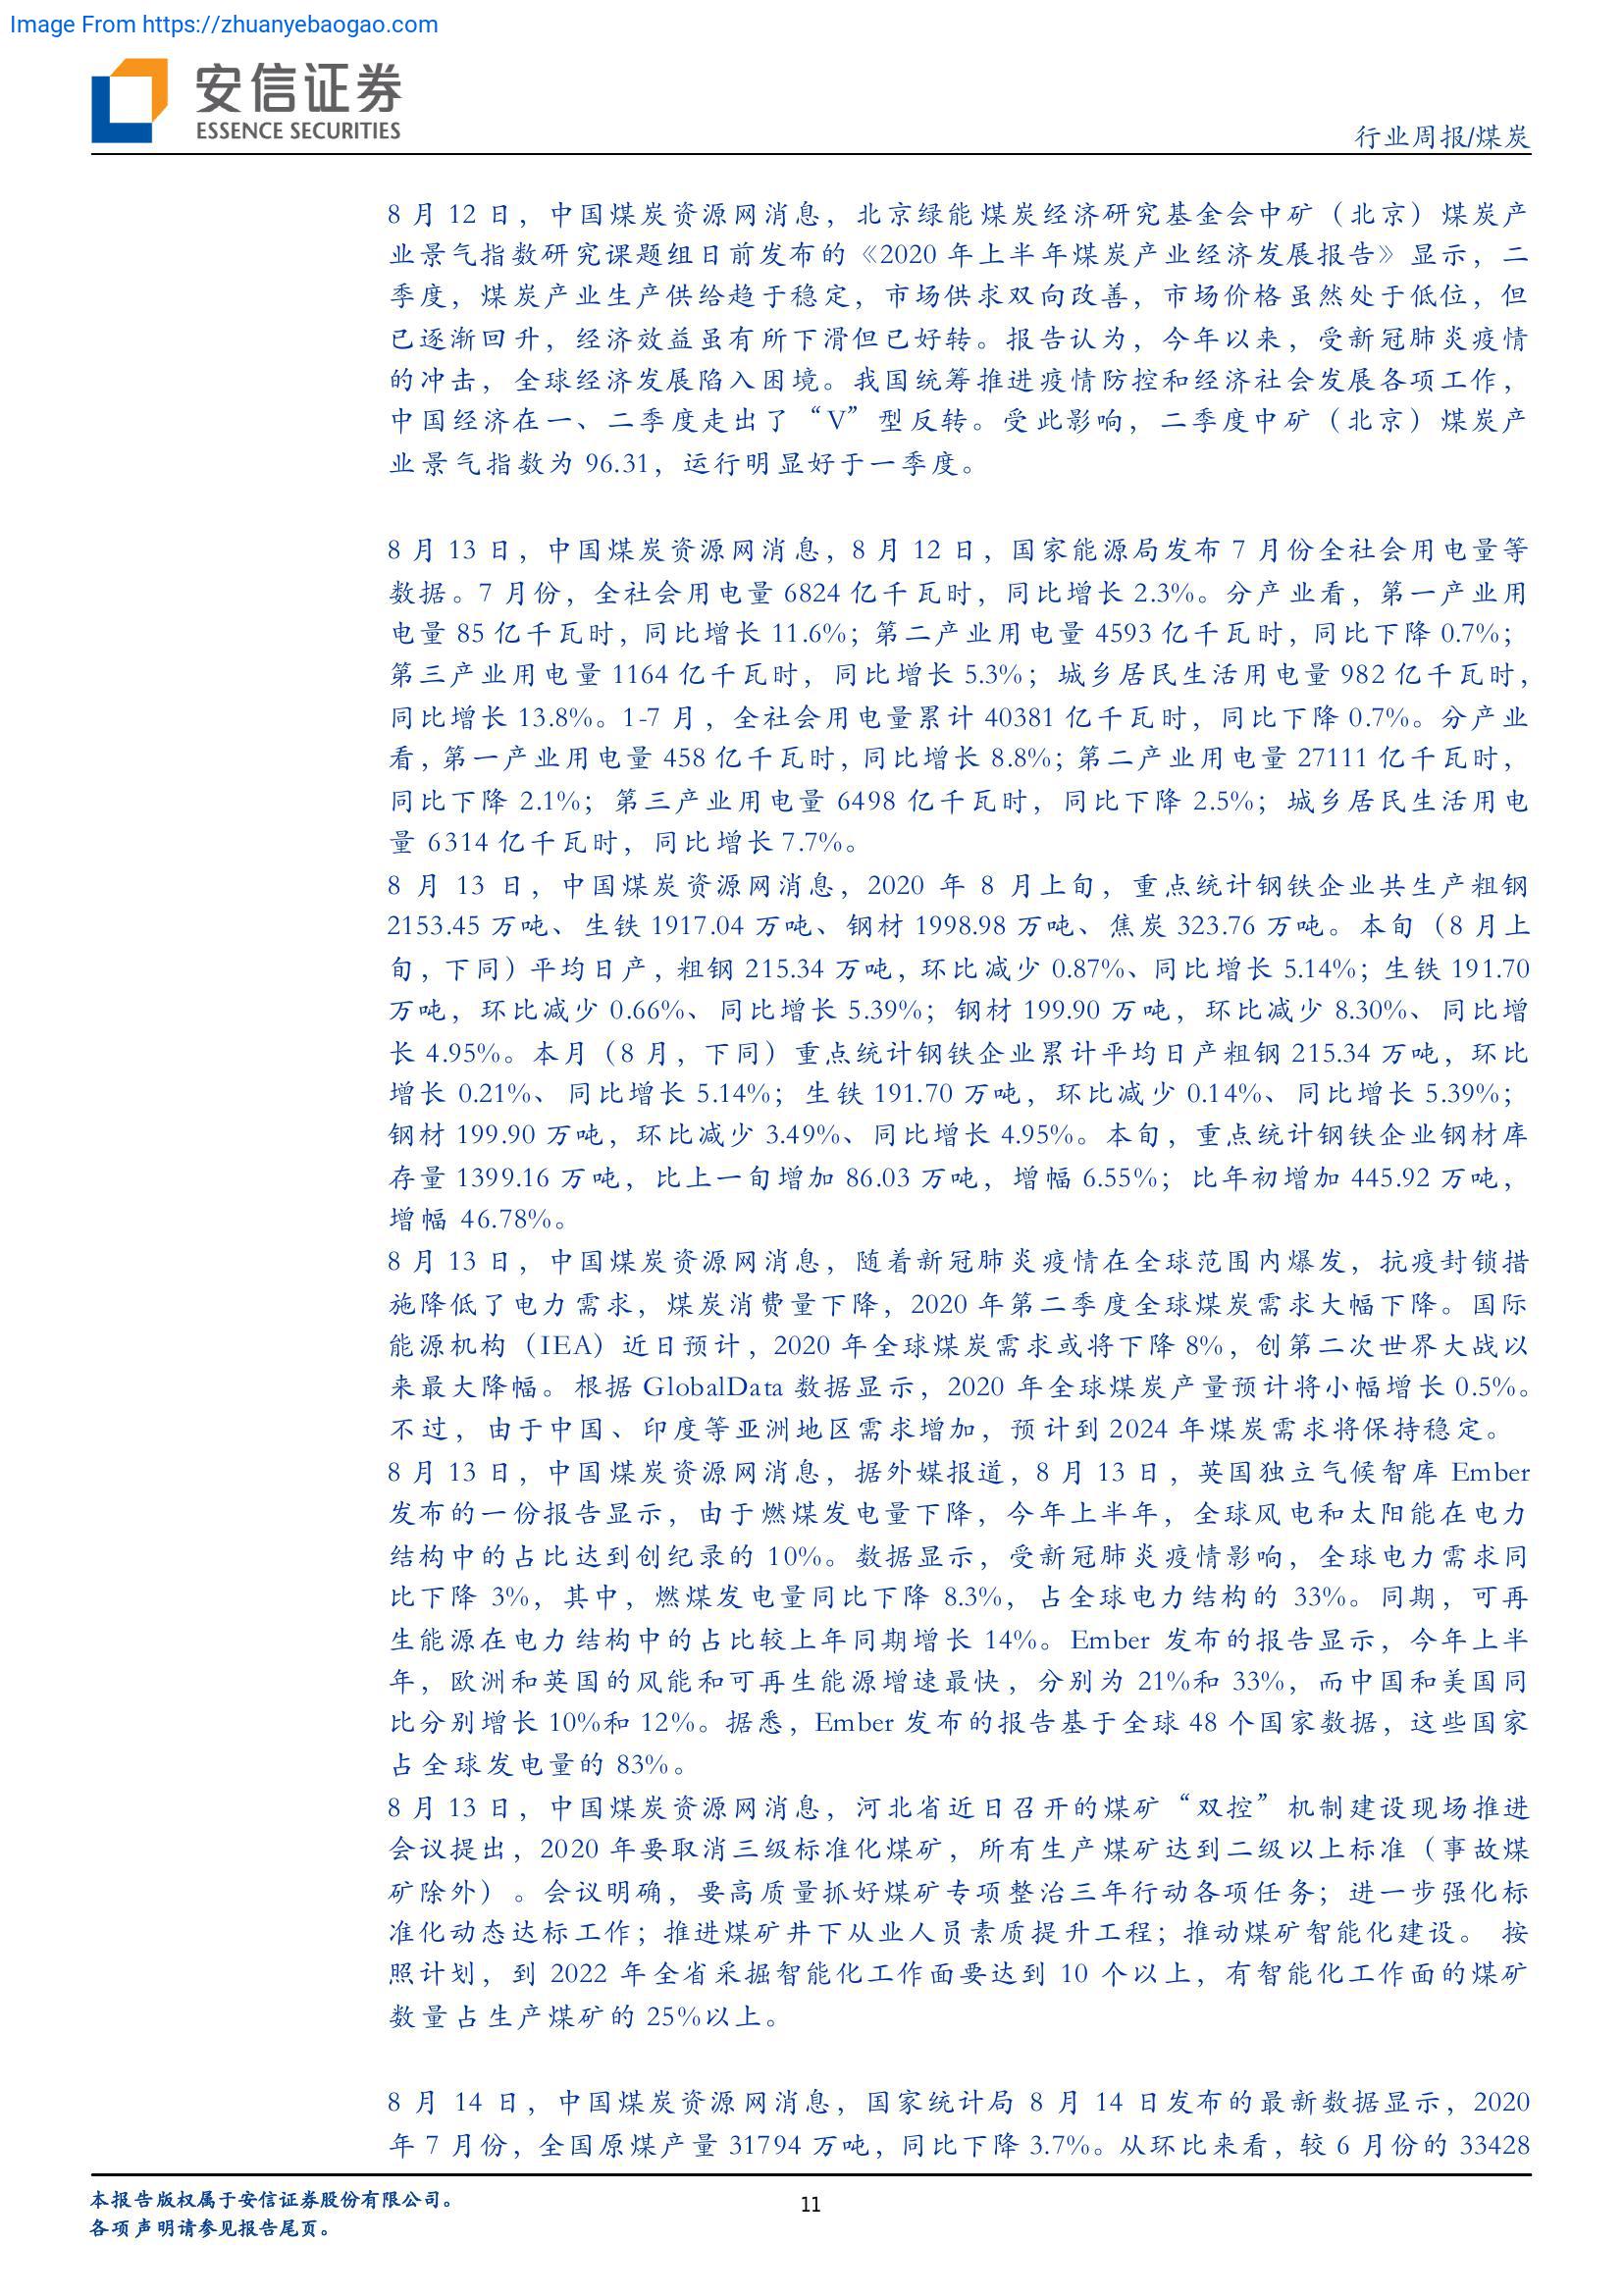 Image From https://zhuanyebaogao.com
安信证券
ESSENCE SECURITIES
行业周报/煤炭
8 月 12 日，中国煤炭资源网消息，北京绿能煤炭经济研究基金会中矿（北京）煤炭产
业景气指数研究课题组日前发布的《2020 年上半年煤炭产业经济发展报告》显示，二
季度，煤炭产业生产供给趋于稳定，市场供求双向改善，市场价格虽然处于低位，但
已逐渐回升，经济效益虽有所下滑但已好转。报告认为，今年以来，受新冠肺炎疫情
的冲击，全球经济发展陷入困境。我国统筹推进疫情防控和经济社会发展各项工作，
中国经济在一、二季度走出了“V”型反转。受此影响，二季度中矿（北京）煤炭产
业景气指数为 96.31，运行明显好于一季度。
8 月 13 日，中国煤炭资源网消息，8 月 12 日，国家能源局发布 7 月份全社会用电量等
数据。7 月份，全社会用电量 6824 亿千瓦时，同比增长 2.3%。分产业看，第一产业用
电量 85 亿千瓦时，同比增长 11.6%；第二产业用电量 4593 亿千瓦时，同比下降 0.7%；
第三产业用电量 1164 亿千瓦时，同比增长 5.3%；城乡居民生活用电量 982 亿千瓦时，
同比增长 13.8%。1-7 月，全社会用电量累计 40381 亿千瓦时，同比下降 0.7%。分产业
看，第一产业用电量 458 亿千瓦时，同比增长 8.8%；第二产业用电量 27111 亿千瓦时，
同比下降 2.1%；第三产业用电量 6498 亿千瓦时，同比下降 2.5%；城乡居民生活用电
量 6314 亿千瓦时，同比增长 7.7%。
8 月 13 日，中国煤炭资源网消息，2020 年 8 月上旬，重点统计钢铁企业共生产粗钢
2153.45 万吨、生铁 1917.04 万吨、钢材 1998.98 万吨、焦炭 323.76 万吨。本旬（8 月上
旬，下同）平均日产，粗钢 215.34 万吨，环比减少 0.87%、同比增长 5.14%；生铁 191.70
万吨，环比减少 0.66%、同比增长 5.39%；钢材 199.90 万吨，环比减少 8.30%、同比增
长 4.95%。本月（8 月，下同）重点统计钢铁企业累计平均日产粗钢 215.34 万吨，环比
增长 0.21%、同比增长 5.14%；生铁 191.70 万吨，环比减少 0.14%、同比增长 5.39%；
钢材 199.90 万吨，环比减少 3.49%、同比增长 4.95%。本旬，重点统计钢铁企业钢材库
存量 1399.16 万吨，比上一旬增加 86.03 万吨，增幅 6.55%；比年初增加 445.92 万吨，
增幅 46.78%。
8 月 13 日，中国煤炭资源网消息，随着新冠肺炎疫情在全球范围内爆发，抗疫封锁措
施降低了电力需求，煤炭消费量下降，2020 年第二季度全球煤炭需求大幅下降。国际
能源机构（IEA）近日预计，2020 年全球煤炭需求或将下降 8%，创第二次世界大战以
来最大降幅。根据 GlobalData 数据显示，2020 年全球煤炭产量预计将小幅增长 0.5%。
不过，由于中国、印度等亚洲地区需求增加，预计到 2024 年煤炭需求将保持稳定。
8 月 13 日，中国煤炭资源网消息，据外媒报道，8 月 13 日，英国独立气候智库 Ember
发布的一份报告显示，由于燃煤发电量下降，今年上半年，全球风电和太阳能在电力
结构中的占比达到创纪录的 10%。数据显示，受新冠肺炎疫情影响，全球电力需求同
比下降 3%，其中，燃煤发电量同比下降 8.3%，占全球电力结构的 33%。同期，可再
生能源在电力结构中的占比较上年同期增长 14%。Ember 发布的报告显示，今年上半
年，欧洲和英国的风能和可再生能源增速最快，分别为 21%和 33%，而中国和美国同
比分别增长 10%和 12%。据悉，Ember 发布的报告基于全球 48 个国家数据，这些国家
占全球发电量的 83%。
8 月 13 日，中国煤炭资源网消息，河北省近日召开的煤矿“双控”机制建设现场推进
会议提出，2020 年要取消三级标准化煤矿，所有生产煤矿达到二级以上标准（事故煤
矿除外）。会议明确，要高质量抓好煤矿专项整治三年行动各项任务；进一步强化标
准化动态达标工作；推进煤矿井下从业人员素质提升工程；推动煤矿智能化建设。 按
照计划，到 2022 年全省采掘智能化工作面要达到 10 个以上，有智能化工作面的煤矿
数量占生产煤矿的 25%以上。
8 月 14 日，中国煤炭资源网消息，国家统计局 8 月 14 日发布的最新数据显示，2020
年 7 月份，全国原煤产量 31794 万吨，同比下降 3.7%。从环比来看，较 6 月份的 33428
本报告版权属于安信证券股份有限公司。
各项声明请参见报告尾页。
11